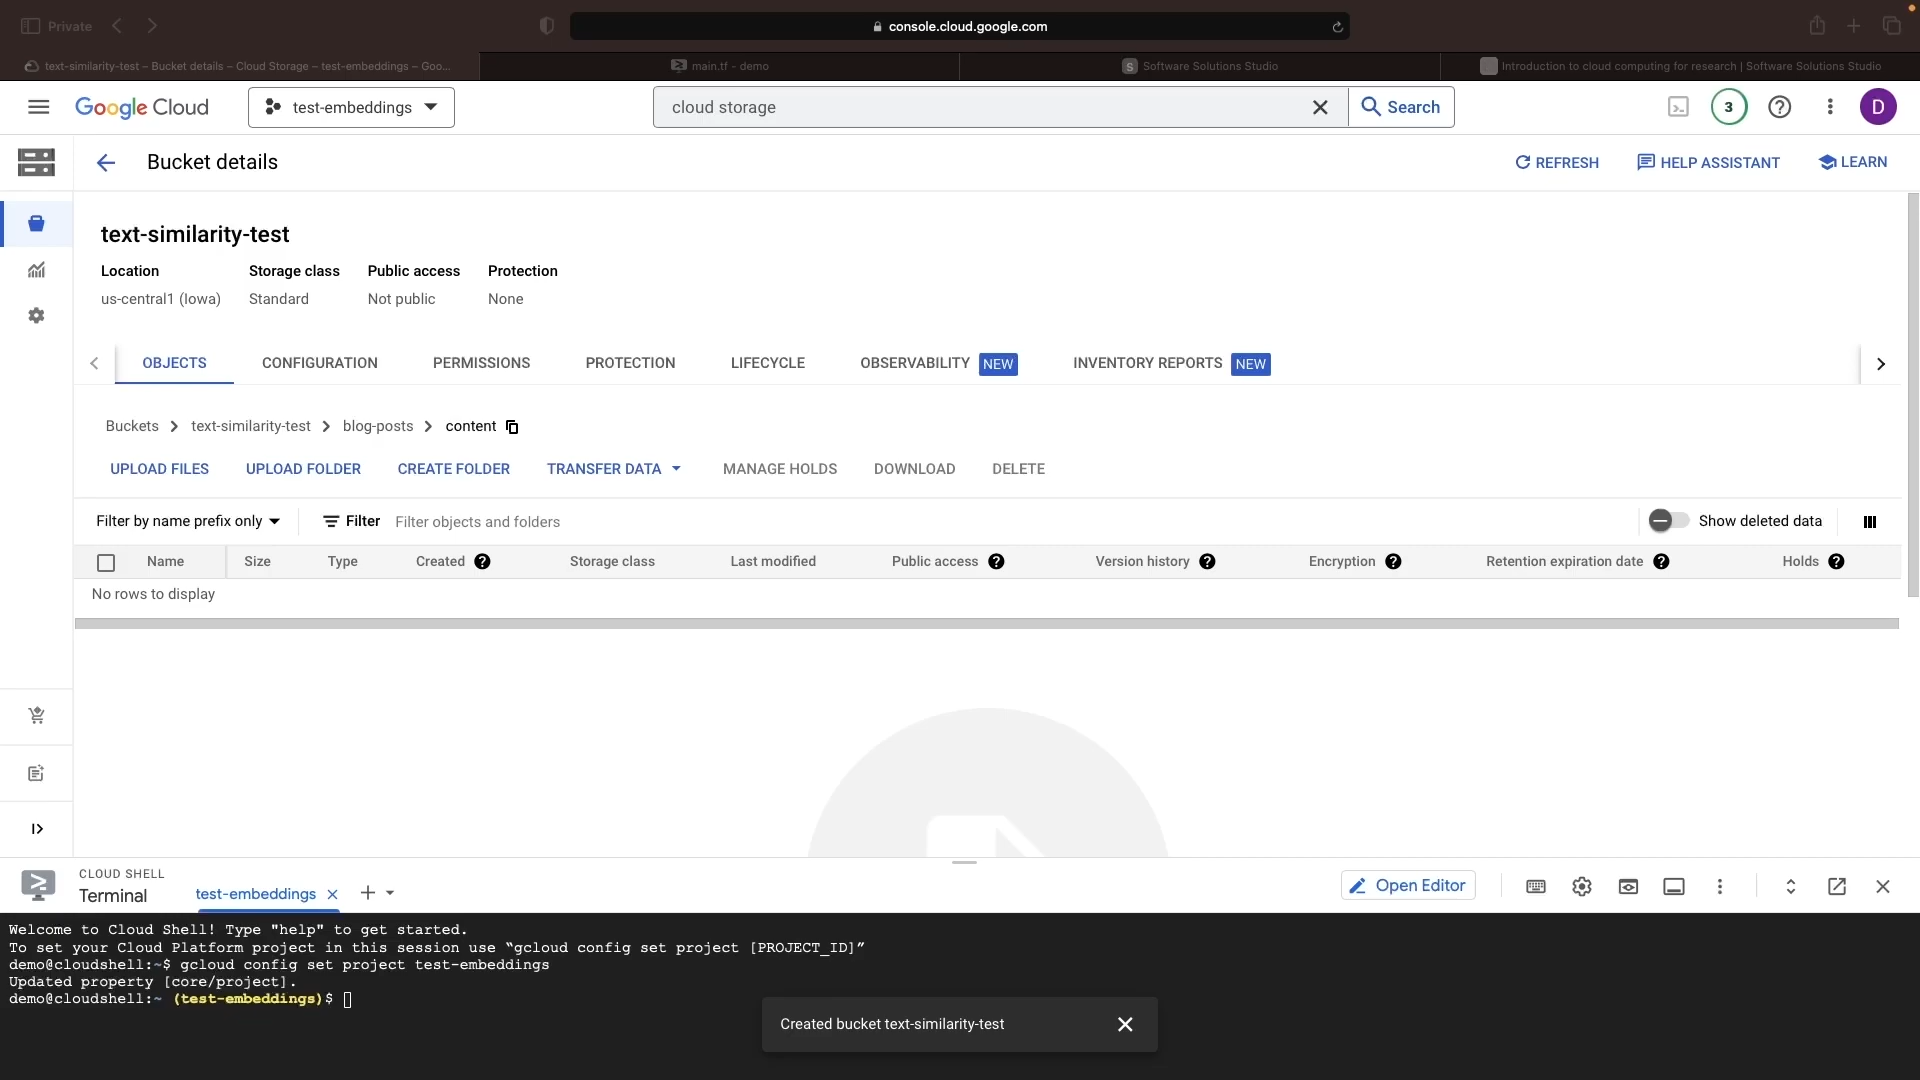 Private
console.cloud.google.com
text-similarity-test – Bucket details – Cloud Storage – test-embeddings – Goo...
main.tf - demo
S Software Solutions Studio
Introduction to cloud computing for research | Software Solutions Studio
Google Cloud
test-embeddings
cloud storage
Search
3
D
Bucket details
REFRESH
HELP ASSISTANT
LEARN
text-similarity-test
Location Storage class Public access Protection
us-central1 (Iowa) Standard Not public None
OBJECTS CONFIGURATION PERMISSIONS PROTECTION LIFECYCLE OBSERVABILITY NEW INVENTORY REPORTS NEW
Buckets > text-similarity-test > blog-posts > content
UPLOAD FILES UPLOAD FOLDER CREATE FOLDER TRANSFER DATA MANAGE HOLDS DOWNLOAD DELETE
Filter by name prefix only Filter Filter objects and folders Show deleted data
Name Size Type Created Storage class Last modified Public access Version history Encryption Retention expiration date Holds
No rows to display
CLOUD SHELL
Terminal
test-embeddings
Open Editor
Welcome to Cloud Shell! Type "help" to get started.
To set your Cloud Platform project in this session use “gcloud config set project [PROJECT_ID]”
demo@cloudshell:~$ gcloud config set project test-embeddings
Updated property [core/project].
demo@cloudshell:~ (test-embeddings)$
Created bucket text-similarity-test